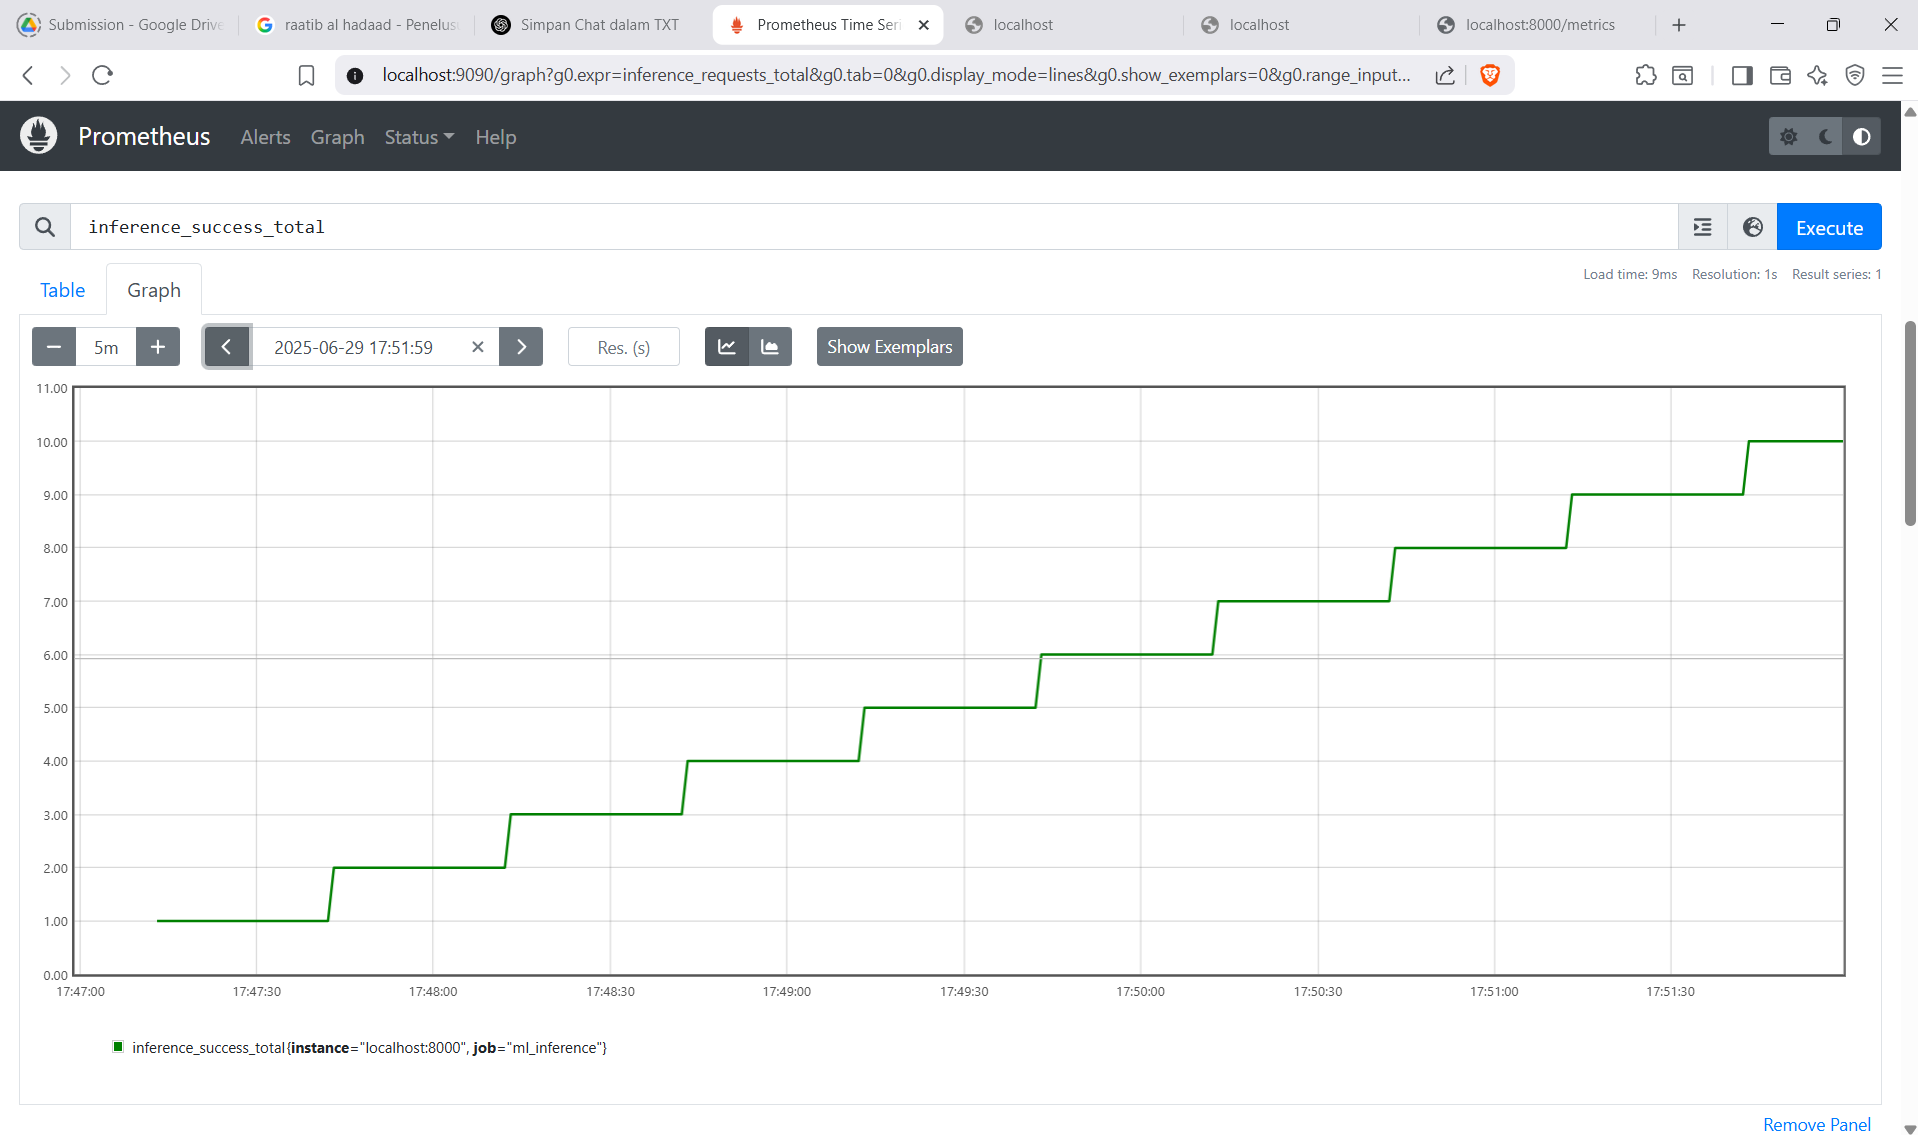 Submission - Google Drive
raatib al hadaad - Penelus
Simpan Chat dalam TXT
Prometheus Time Seri
localhost
localhost
localhost:8000/metrics
localhost:9090/graph?g0.expr=inference_requests_total&g0.tab=0&g0.display_mode=lines&g0.show_exemplars=0&g0.range_input...
Prometheus Alerts Graph Status Help
inference_success_total
Execute
Load time: 9ms Resolution: 1s Result series: 1
Table Graph
5m
2025-06-29 17:51:59
Res. (s)
Show Exemplars
11.00
10.00
9.00
8.00
7.00
6.00
5.00
4.00
3.00
2.00
1.00
0.00
17:47:00 17:47:30 17:48:00 17:48:30 17:49:00 17:49:30 17:50:00 17:50:30 17:51:00 17:51:30
inference_success_total{instance="localhost:8000", job="ml_inference"}
Remove Panel